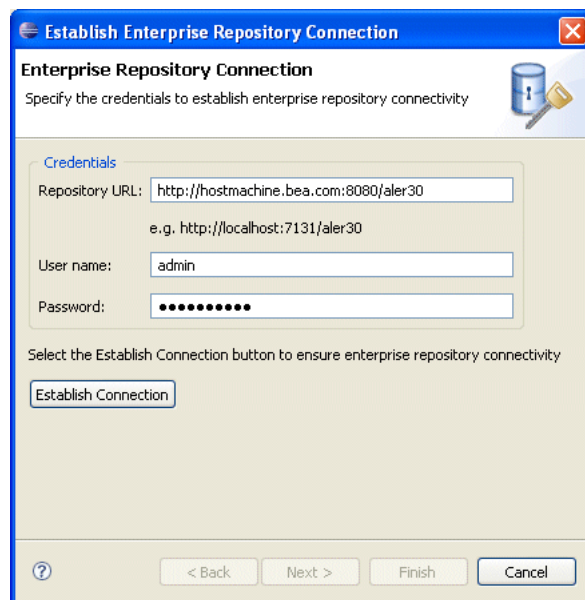 Establish Enterprise Repository Connection
Enterprise Repository Connection
Specify the credentials to establish enterprise repository connectivity
Credentials
Repository URL: http://hostmachine.bea.com:8080/aler30
e.g. http://localhost:7131/aler30
User name: admin
Password: ●●●●●●●●●●
Select the Establish Connection button to ensure enterprise repository connectivity
Establish Connection
? < Back Next > Finish Cancel